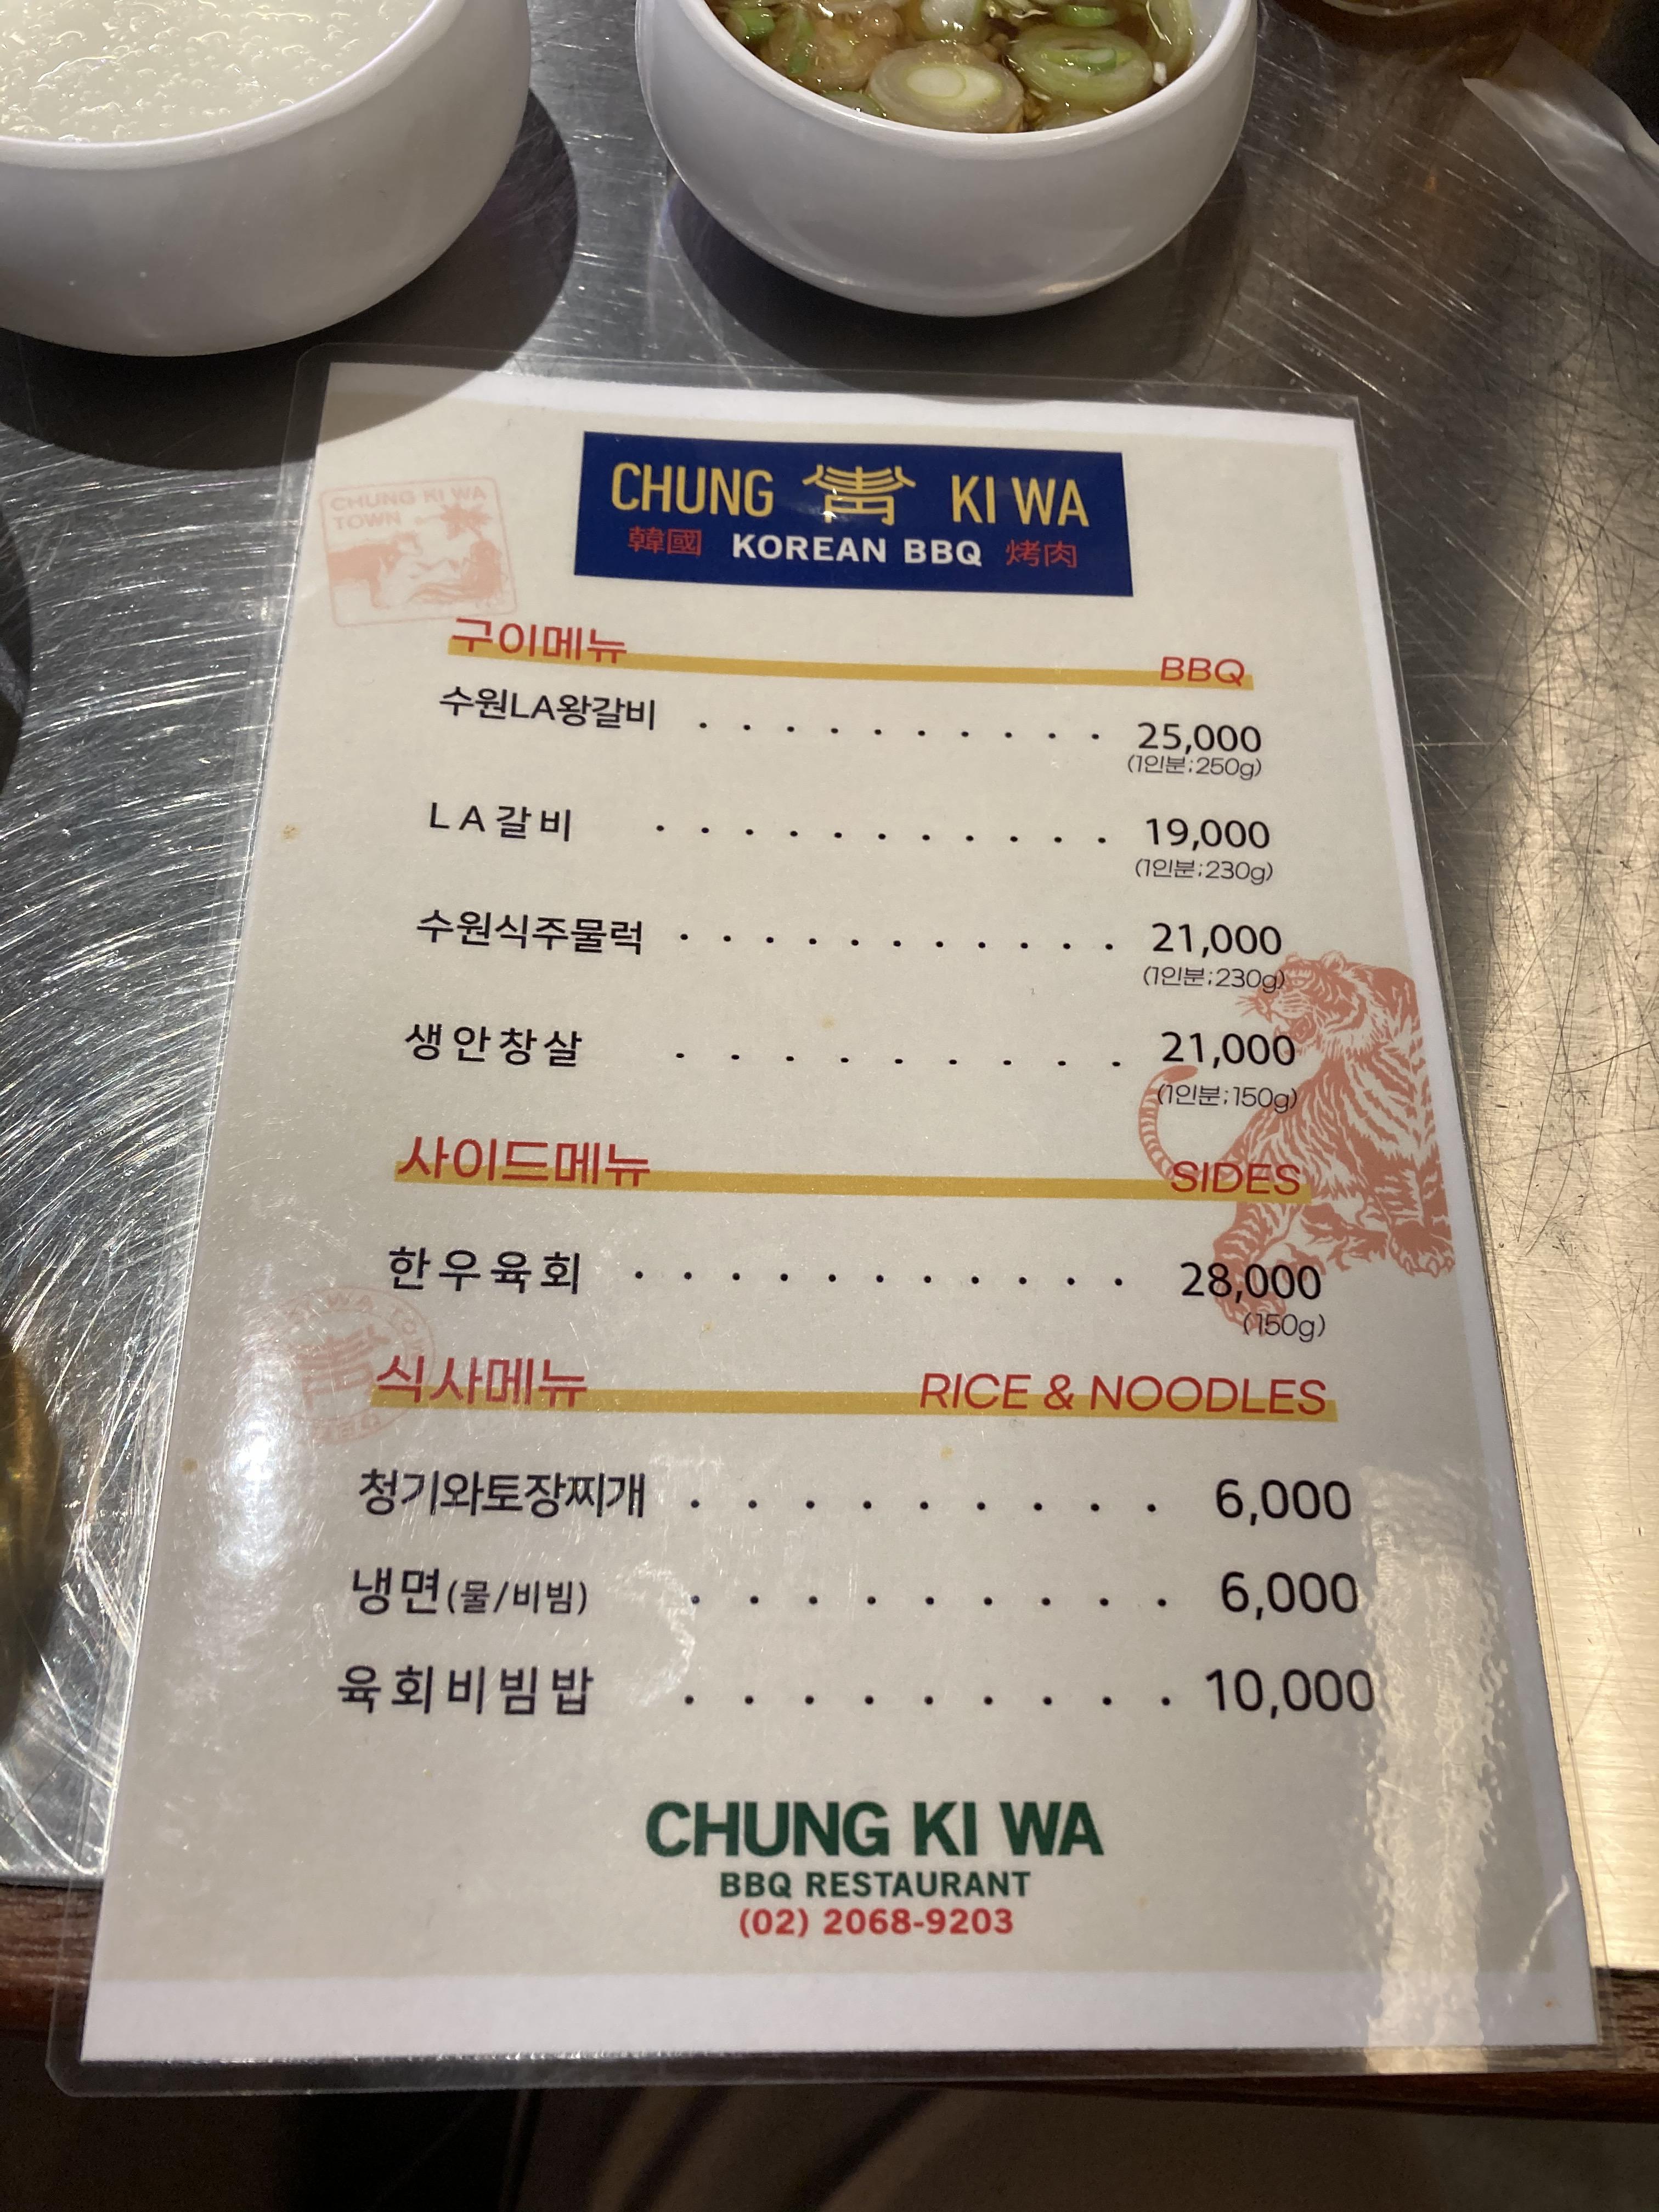 CHUNG KI WA
TOWN
CHUNG 靑 KI WA
韓國 KOREAN BBQ 烤肉
구이메뉴 BBQ
수원LA왕갈비 . . . . . . . . . . 25,000
(1인분;250g)
LA갈비 . . . . . . . . . . . 19,000
(1인분;230g)
수원식주물럭 . . . . . . . . . . . 21,000
(1인분;230g)
생안창살 . . . . . . . . . 21,000
(1인분;150g)
사이드메뉴 SIDES
한우육회 . . . . . . . . . . . . 28,000
(150g)
식사메뉴 RICE & NOODLES
청기와토장찌개 . . . . . . . . . 6,000
냉면(물/비빔) . . . . . . . . . 6,000
육회비빔밥 . . . . . . . . . 10,000
CHUNG KI WA
BBQ RESTAURANT
(02) 2068-9203